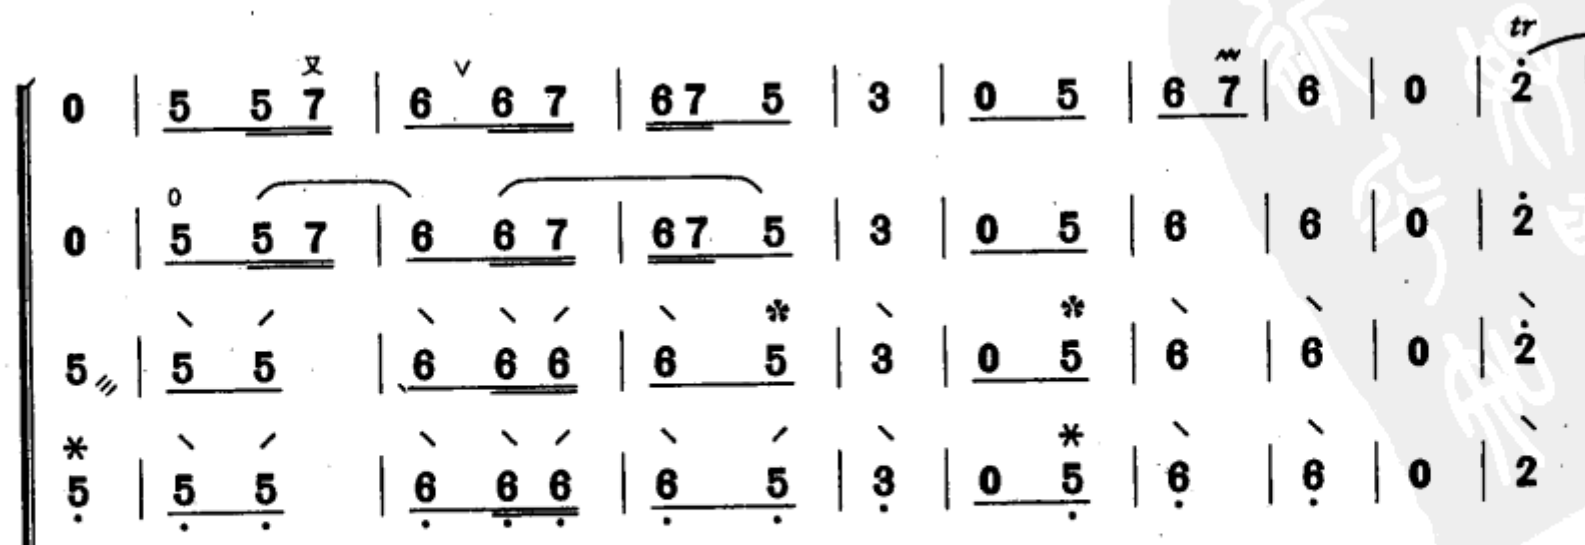 tr
又
0 | 5 5 7 | 6 6 7 | 6 7 5 | 3 | 0 5 | 6 7 | 6 | 0 | 2̇
0 | 5 5 7 | 6 6 7 | 6 7 5 | 3 | 0 5 | 6 | 6 | 0 | 2̇
5 | 5 5 | 6 6 6 | 6 5 | 3 | 0 5 | 6 | 6 | 0 | 2̇
5̣ | 5̣ 5̣ | 6̣ 6̣ 6̣ | 6̣ 5̣ | 3̣ | 0 5̣ | 6̣ | 6̣ | 0 | 2